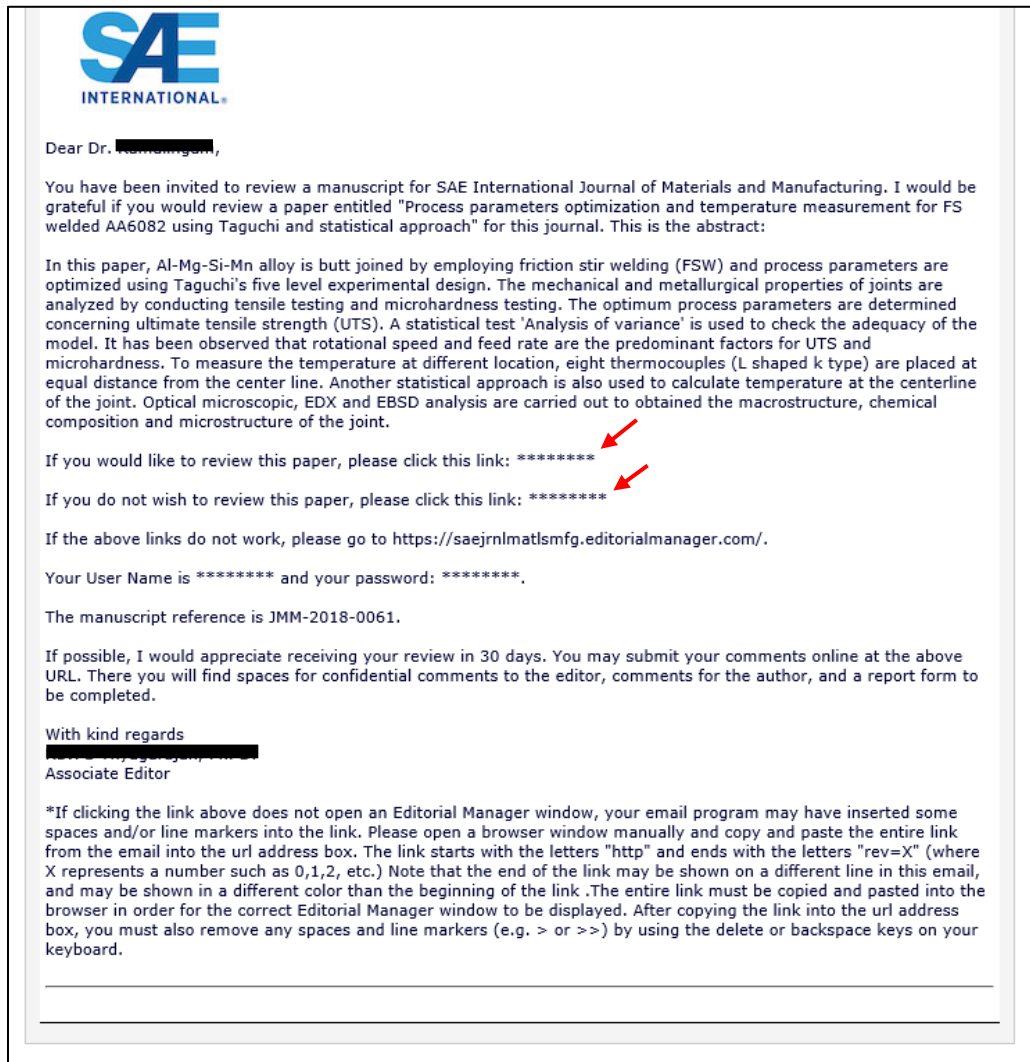 SAE
INTERNATIONAL®
Dear Dr. ,
You have been invited to review a manuscript for SAE International Journal of Materials and Manufacturing. I would be
grateful if you would review a paper entitled "Process parameters optimization and temperature measurement for FS
welded AA6082 using Taguchi and statistical approach" for this journal. This is the abstract:
In this paper, Al-Mg-Si-Mn alloy is butt joined by employing friction stir welding (FSW) and process parameters are
optimized using Taguchi's five level experimental design. The mechanical and metallurgical properties of joints are
analyzed by conducting tensile testing and microhardness testing. The optimum process parameters are determined
concerning ultimate tensile strength (UTS). A statistical test 'Analysis of variance' is used to check the adequacy of the
model. It has been observed that rotational speed and feed rate are the predominant factors for UTS and
microhardness. To measure the temperature at different location, eight thermocouples (L shaped k type) are placed at
equal distance from the center line. Another statistical approach is also used to calculate temperature at the centerline
of the joint. Optical microscopic, EDX and EBSD analysis are carried out to obtained the macrostructure, chemical
composition and microstructure of the joint.
If you would like to review this paper, please click this link: ********
If you do not wish to review this paper, please click this link: ********
If the above links do not work, please go to https://saejrnlmatlsmfg.editorialmanager.com/.
Your User Name is ******** and your password: ********.
The manuscript reference is JMM-2018-0061.
If possible, I would appreciate receiving your review in 30 days. You may submit your comments online at the above
URL. There you will find spaces for confidential comments to the editor, comments for the author, and a report form to
be completed.
With kind regards
Associate Editor
*If clicking the link above does not open an Editorial Manager window, your email program may have inserted some
spaces and/or line markers into the link. Please open a browser window manually and copy and paste the entire link
from the email into the url address box. The link starts with the letters "http" and ends with the letters "rev=X" (where
X represents a number such as 0,1,2, etc.) Note that the end of the link may be shown on a different line in this email,
and may be shown in a different color than the beginning of the link .The entire link must be copied and pasted into the
browser in order for the correct Editorial Manager window to be displayed. After copying the link into the url address
box, you must also remove any spaces and line markers (e.g. > or >>) by using the delete or backspace keys on your
keyboard.